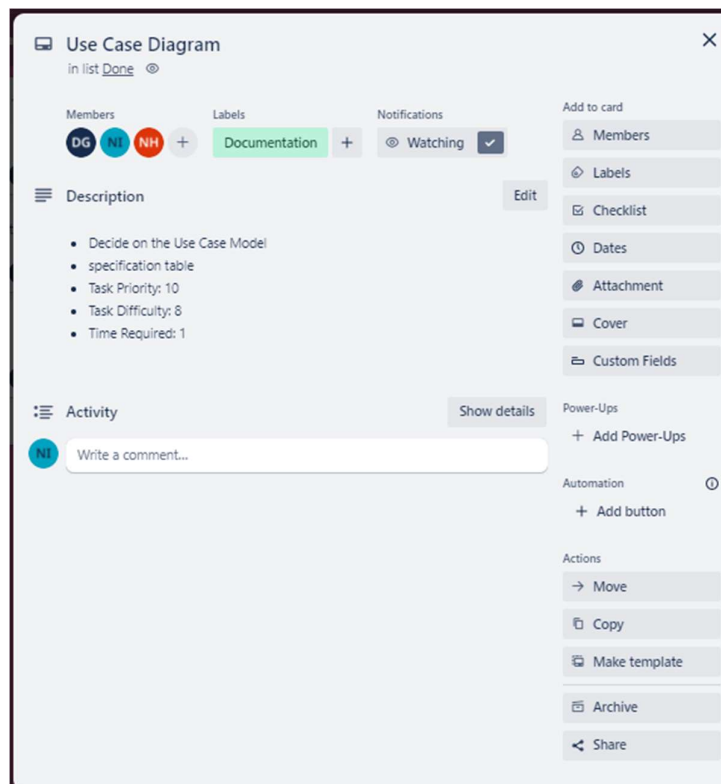 Use Case Diagram
in list Done
Members
DG NI NH
Labels
Documentation
Notifications
Watching
Description
Edit
Decide on the Use Case Model
specification table
Task Priority: 10
Task Difficulty: 8
Time Required: 1
Activity
Show details
NI
Write a comment...
Add to card
Members
Labels
Checklist
Dates
Attachment
Cover
Custom Fields
Power-Ups
+ Add Power-Ups
Automation
+ Add button
Actions
Move
Copy
Make template
Archive
Share